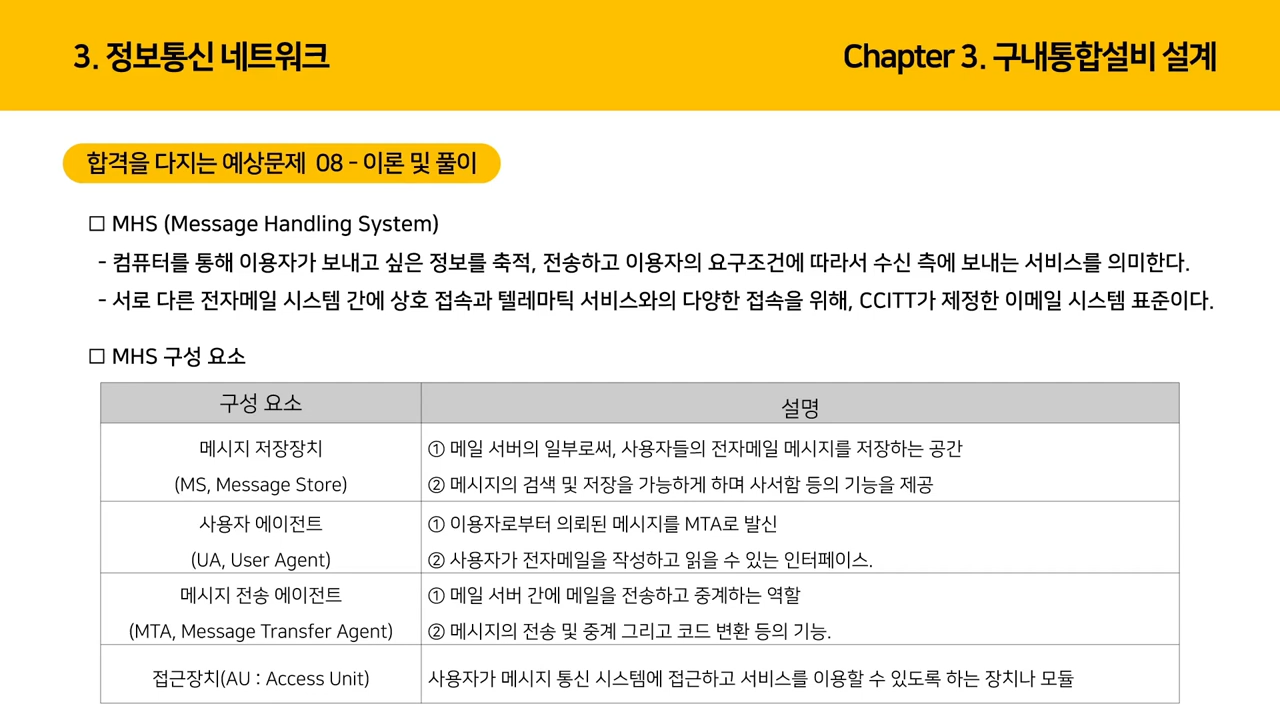 3. 정보통신 네트워크
Chapter 3. 구내통합설비 설계
합격을 다지는 예상문제 08 - 이론 및 풀이
□ MHS (Message Handling System)
- 컴퓨터를 통해 이용자가 보내고 싶은 정보를 축적, 전송하고 이용자의 요구조건에 따라서 수신 측에 보내는 서비스를 의미한다.
- 서로 다른 전자메일 시스템 간에 상호 접속과 텔레마틱 서비스와의 다양한 접속을 위해, CCITT가 제정한 이메일 시스템 표준이다.
□ MHS 구성 요소
구성 요소
설명
메시지 저장장치
(MS, Message Store)
① 메일 서버의 일부로써, 사용자들의 전자메일 메시지를 저장하는 공간
② 메시지의 검색 및 저장을 가능하게 하며 사서함 등의 기능을 제공
사용자 에이전트
(UA, User Agent)
① 이용자로부터 의뢰된 메시지를 MTA로 발신
② 사용자가 전자메일을 작성하고 읽을 수 있는 인터페이스.
메시지 전송 에이전트
(MTA, Message Transfer Agent)
① 메일 서버 간에 메일을 전송하고 중계하는 역할
② 메시지의 전송 및 중계 그리고 코드 변환 등의 기능.
접근장치(AU : Access Unit)
사용자가 메시지 통신 시스템에 접근하고 서비스를 이용할 수 있도록 하는 장치나 모듈